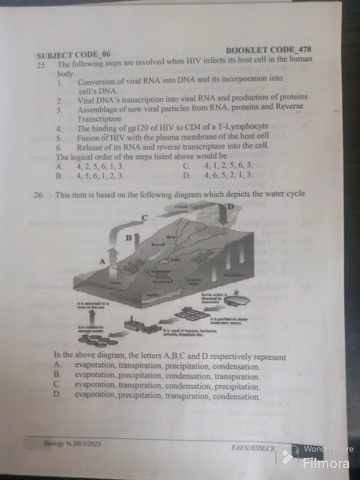 SUBJECT CODE_06 BOOKLET CODE_478
25. The following steps are involved when HIV infects its host cell in the human
body.
1. Conversion of viral RNA into DNA and its incorporation into
cell's DNA.
2. Viral DNA's transcription into viral RNA and production of proteins.
3. Assemblage of new viral particles from RNA, proteins and Reverse
Transcriptase
4. The binding of gp120 of HIV to CD4 of a T-Lymphocyte
5. Fusion of HIV with the plasma membrane of the host cell
6. Release of its RNA and reverse transcriptase into the cell.
The logical order of the steps listed above would be
A. 4, 2, 5, 6, 1, 3. C. 4, 1, 2, 5, 6, 3,
B. 4, 5, 6, 1, 2, 3. D. 4, 6, 5, 2, 1, 3.
26. This item is based on the following diagram which depicts the water cycle.
Clouds
D
C
B
A
In the above diagram, the letters A,B,C and D respectively represent
A. evaporation, transpiration, precipitation, condensation.
B. evaporation, precipitation, condensation, transpiration.
C. evaporation, transpiration, condensation, precipitation.
D. evaporation, precipitation, transpiration, condensation.
Biology
EAES/ESSLCE
Wondershare
Filmora